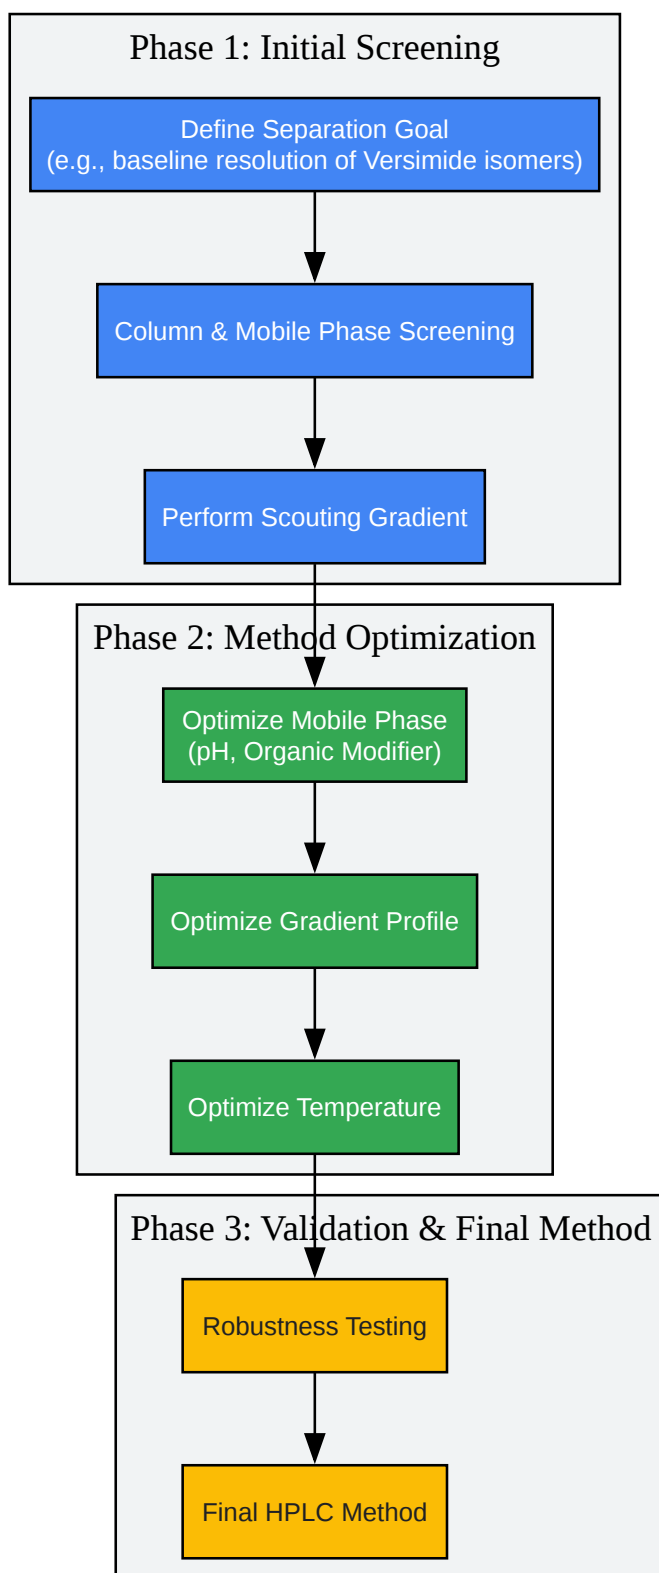 Phase 1: Initial Screening
Define Separation Goal
(e.g., baseline resolution of Versimide isomers)
Column & Mobile Phase Screening
Perform Scouting Gradient
Phase 2: Method Optimization
Optimize Mobile Phase
(pH, Organic Modifier)
Optimize Gradient Profile
Optimize Temperature
Phase 3: Validation & Final Method
Robustness Testing
Final HPLC Method